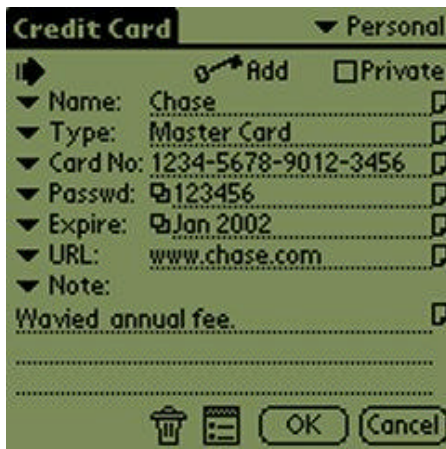 Credit Card Personal
Add Private
Name: Chase
Type: Master Card
Card No: 1234-5678-9012-3456
Passwd: 123456
Expire: Jan 2002
URL: www.chase.com
Note:
Wavied annual fee.
OK Cancel